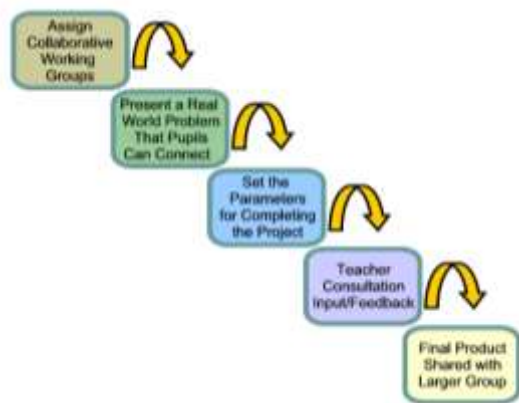 Assign
Collaborative
Working
Groups
Present a Real
World Problem
That Pupils
Can Connect
Set the
Parameters
for Completing
the Project
Teacher
Consultation
Input/Feedback
Final Product
Shared with
Larger Group